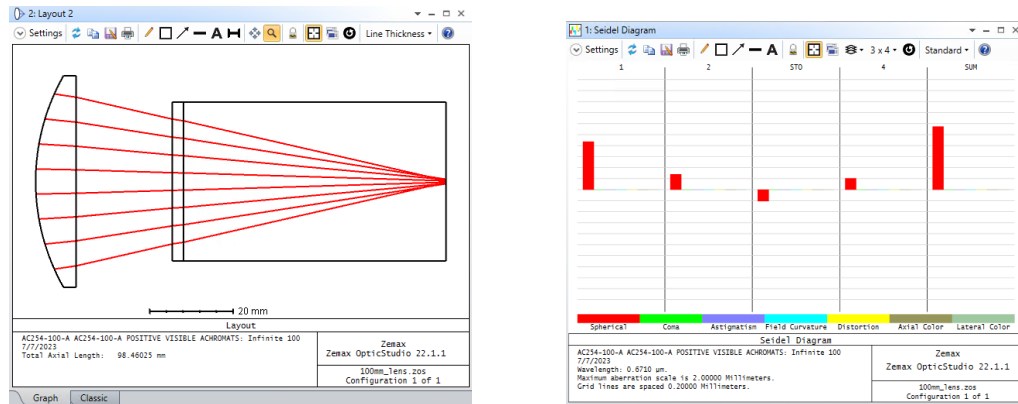 2: Layout 2
Settings
Line Thickness
20 mm
Layout
AC254-100-A AC254-100-A POSITIVE VISIBLE ACHROMATS: Infinite 100
7/7/2023
Total Axial Length: 98.46025 mm
Zemax
Zemax OpticStudio 22.1.1
100mm_lens.zos
Configuration 1 of 1
Graph Classic
1: Seidel Diagram
Settings
3 x 4
Standard
1 2 STO 4 SUM
Spherical Coma Astigmatism Field Curvature Distortion Axial Color Lateral Color
Seidel Diagram
AC254-100-A AC254-100-A POSITIVE VISIBLE ACHROMATS: Infinite 100
7/7/2023
Wavelength: 0.6710 µm.
Maximum aberration scale is 2.00000 Millimeters.
Grid lines are spaced 0.20000 Millimeters.
Zemax
Zemax OpticStudio 22.1.1
100mm_lens.zos
Configuration 1 of 1